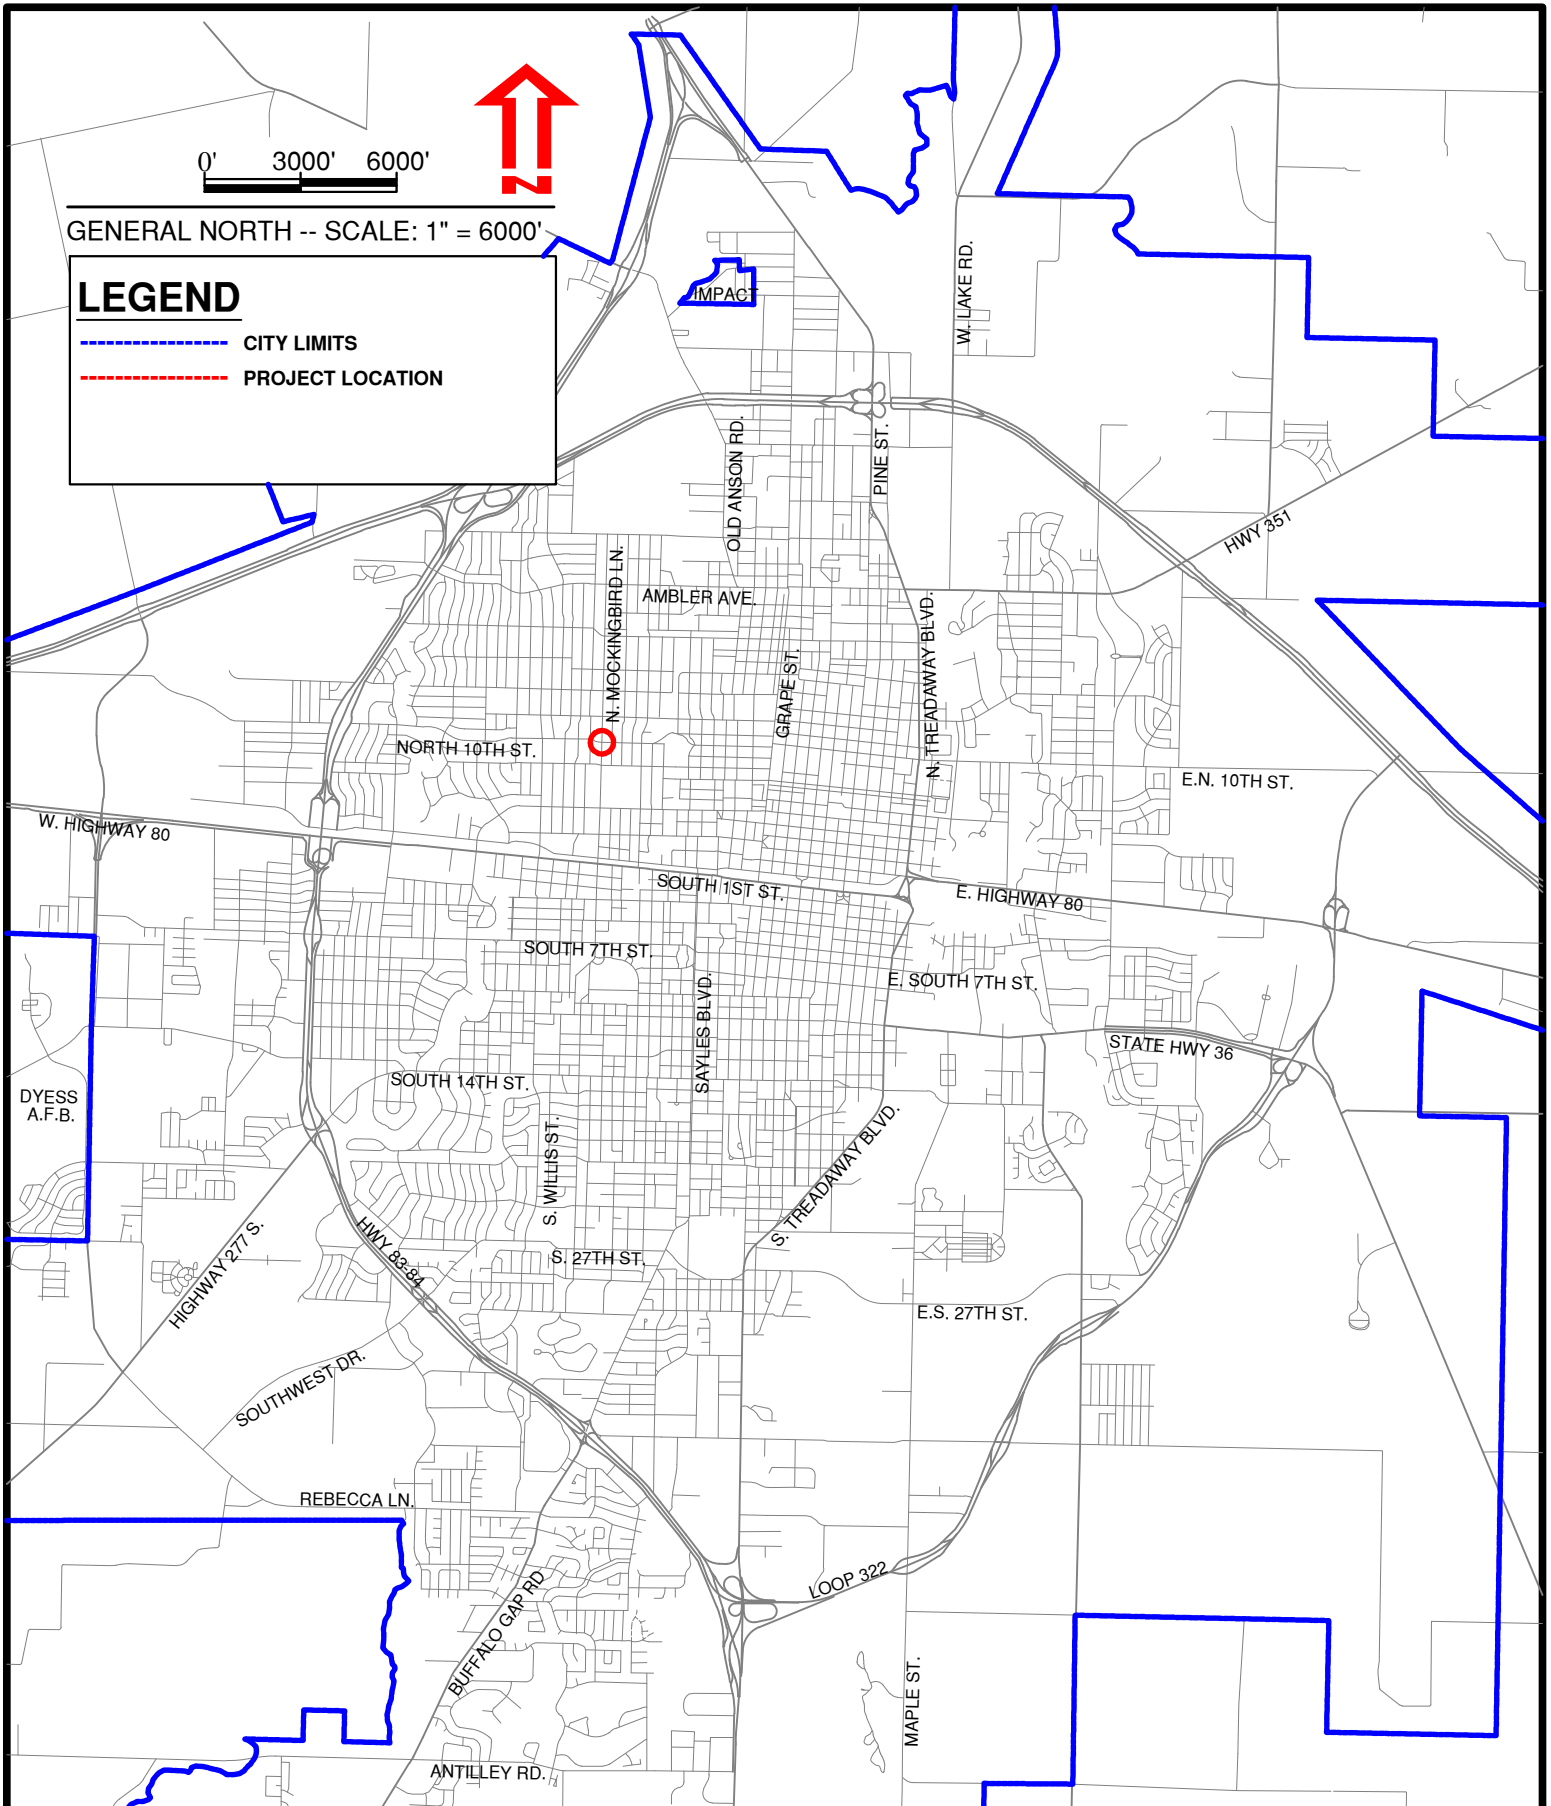 0' 3000' 6000'
N
GENERAL NORTH -- SCALE: 1" = 6000'
LEGEND
CITY LIMITS
PROJECT LOCATION
IMPACT
W. LAKE RD.
OLD ANSON RD.
PINE ST.
HWY 351
N. MOCKINGBIRD LN.
AMBLER AVE.
GRAPE ST.
N. TREADAWAY BLVD.
NORTH 10TH ST.
E.N. 10TH ST.
W. HIGHWAY 80
SOUTH 1ST ST.
E. HIGHWAY 80
SOUTH 7TH ST.
E. SOUTH 7TH ST.
SAYLES BLVD.
STATE HWY 36
SOUTH 14TH ST.
DYESS
A.F.B.
S. WILLIS ST.
S. TREADAWAY BLVD.
HIGHWAY 277 S.
HWY 83-84
S. 27TH ST.
E.S. 27TH ST.
SOUTHWEST DR.
REBECCA LN.
LOOP 322
BUFFALO GAP RD
MAPLE ST.
ANTILLEY RD.